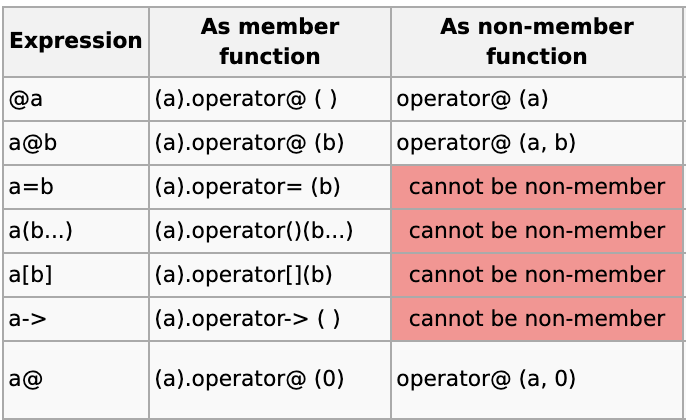 Expression As member function As non-member function
@a (a).operator@ ( ) operator@ (a)
a@b (a).operator@ (b) operator@ (a, b)
a=b (a).operator= (b) cannot be non-member
a(b...) (a).operator()(b...) cannot be non-member
a[b] (a).operator[](b) cannot be non-member
a-> (a).operator-> ( ) cannot be non-member
a@ (a).operator@ (0) operator@ (a, 0)